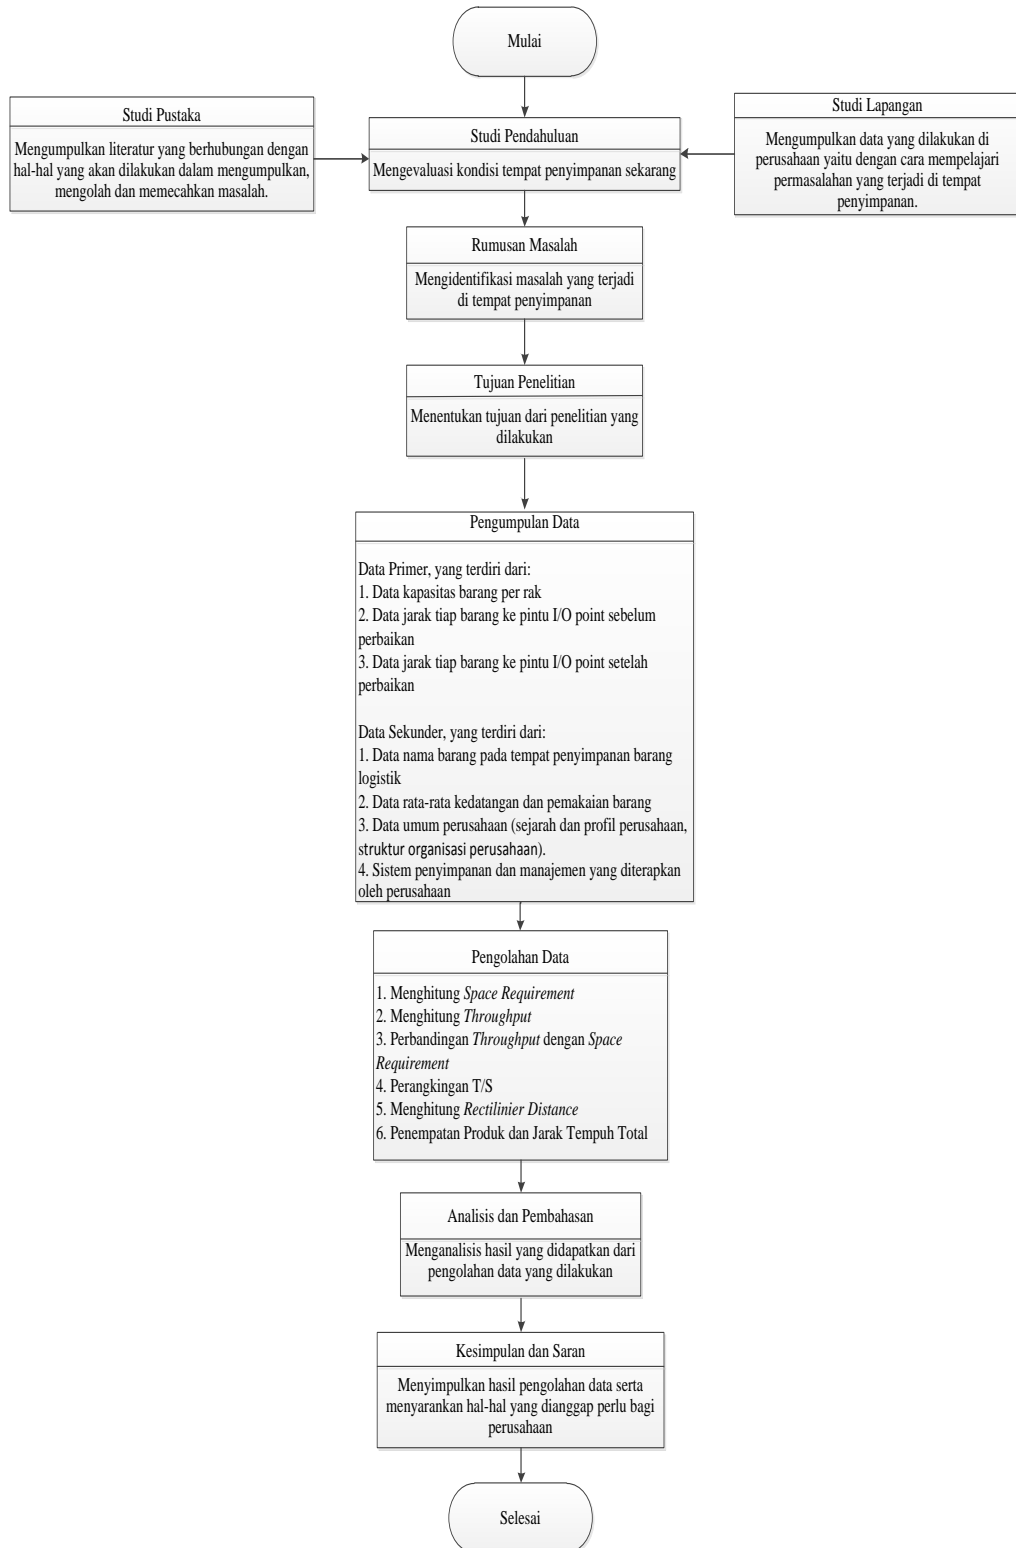 Mulai
Studi Pustaka
Mengumpulkan literatur yang berhubungan dengan
hal-hal yang akan dilakukan dalam mengumpulkan,
mengolah dan memecahkan masalah.
Studi Pendahuluan
Mengevaluasi kondisi tempat penyimpanan sekarang
Studi Lapangan
Mengumpulkan data yang dilakukan di
perusahaan yaitu dengan cara mempelajari
permasalahan yang terjadi di tempat
penyimpanan.
Rumusan Masalah
Mengidentifikasi masalah yang terjadi
di tempat penyimpanan
Tujuan Penelitian
Menentukan tujuan dari penelitian yang
dilakukan
Pengumpulan Data
Data Primer, yang terdiri dari:
1. Data kapasitas barang per rak
2. Data jarak tiap barang ke pintu I/O point sebelum
perbaikan
3. Data jarak tiap barang ke pintu I/O point setelah
perbaikan
Data Sekunder, yang terdiri dari:
1. Data nama barang pada tempat penyimpanan barang
logistik
2. Data rata-rata kedatangan dan pemakaian barang
3. Data umum perusahaan (sejarah dan profil perusahaan,
struktur organisasi perusahaan).
4. Sistem penyimpanan dan manajemen yang diterapkan
oleh perusahaan
Pengolahan Data
1. Menghitung Space Requirement
2. Menghitung Throughput
3. Perbandingan Throughput dengan Space
Requirement
4. Perangkingan T/S
5. Menghitung Rectilinier Distance
6. Penempatan Produk dan Jarak Tempuh Total
Analisis dan Pembahasan
Menganalisis hasil yang didapatkan dari
pengolahan data yang dilakukan
Kesimpulan dan Saran
Menyimpulkan hasil pengolahan data serta
menyarankan hal-hal yang dianggap perlu bagi
perusahaan
Selesai